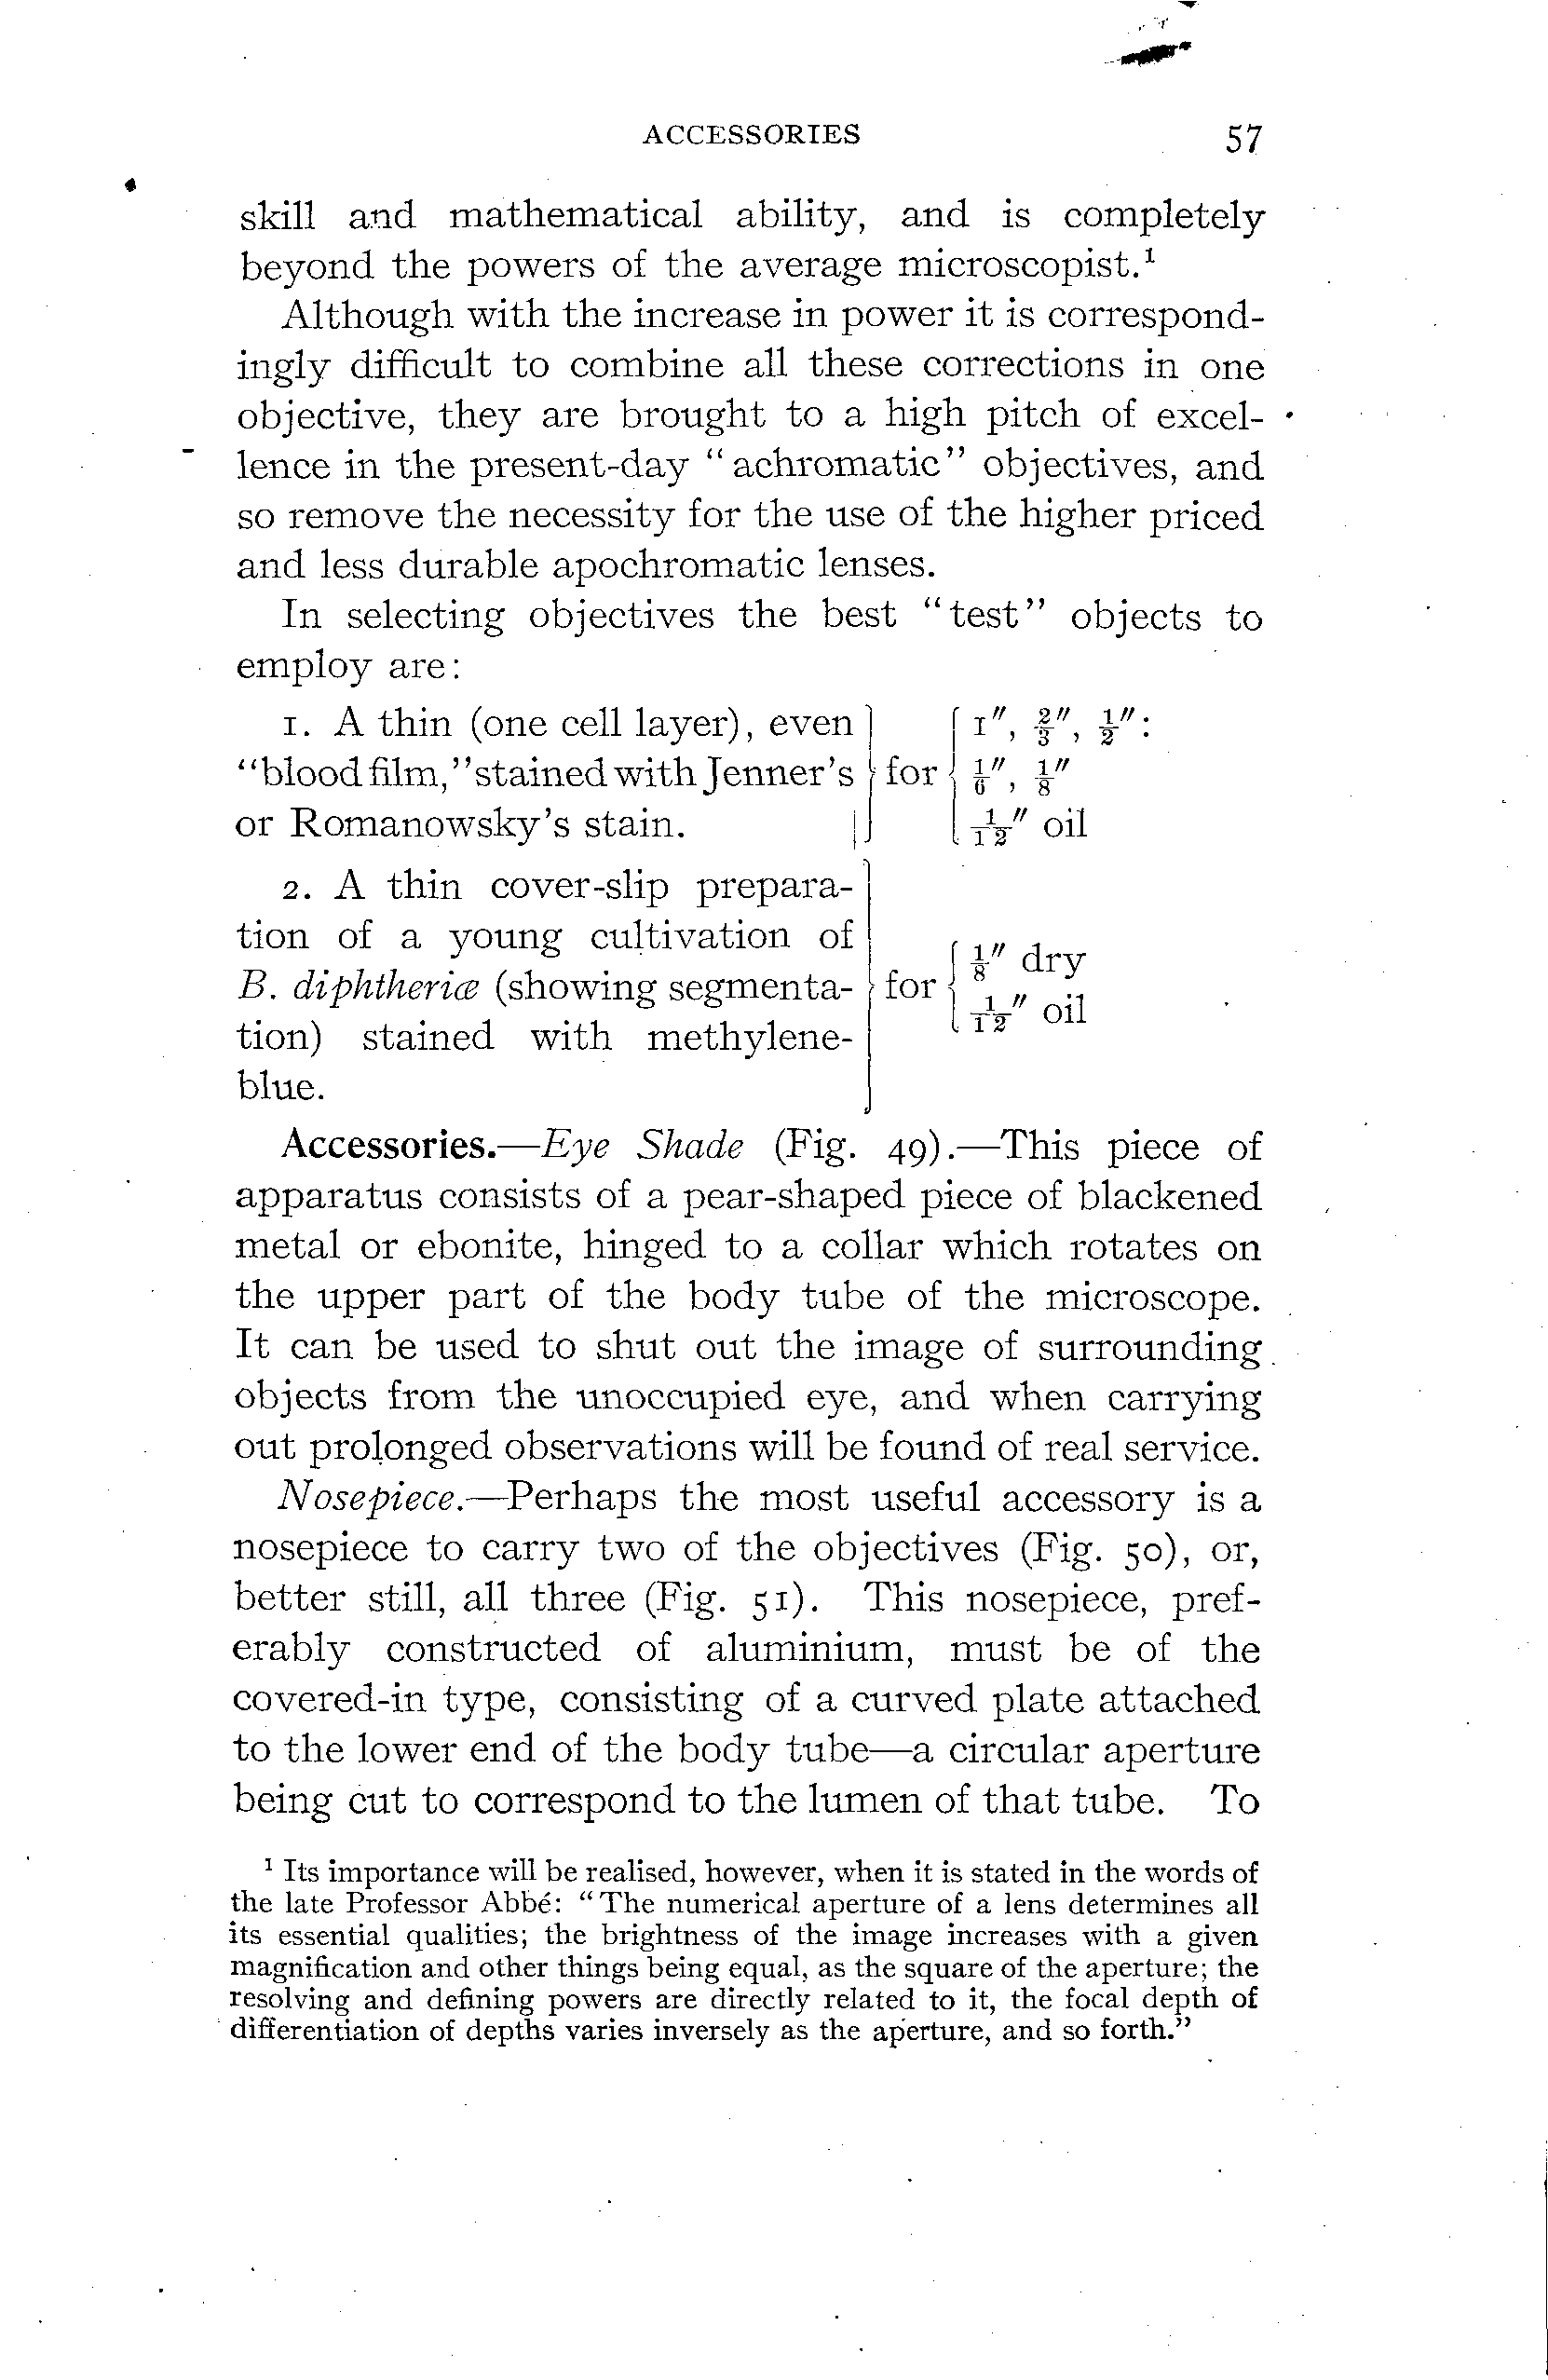 ACCESSORIES 57
skill and mathematical ability, and is completely
beyond the powers of the average microscopist.¹
Although with the increase in power it is correspond-
ingly difficult to combine all these corrections in one
objective, they are brought to a high pitch of excel-
lence in the present-day "achromatic" objectives, and
so remove the necessity for the use of the higher priced
and less durable apochromatic lenses.
In selecting objectives the best "test" objects to
employ are:
1. A thin (one cell layer), even
"blood film," stained with Jenner's
or Romanowsky's stain.
for
1″, 2/3″, 1/2″:
1/6″, 1/8″
1/12″ oil
2. A thin cover-slip prepara-
tion of a young cultivation of
B. diphtheriæ (showing segmenta-
tion) stained with methylene-
blue.
for
1/8″ dry
1/12″ oil
Accessories.—Eye Shade (Fig. 49).—This piece of
apparatus consists of a pear-shaped piece of blackened
metal or ebonite, hinged to a collar which rotates on
the upper part of the body tube of the microscope.
It can be used to shut out the image of surrounding
objects from the unoccupied eye, and when carrying
out prolonged observations will be found of real service.
Nosepiece.—Perhaps the most useful accessory is a
nosepiece to carry two of the objectives (Fig. 50), or,
better still, all three (Fig. 51). This nosepiece, pref-
erably constructed of aluminium, must be of the
covered-in type, consisting of a curved plate attached
to the lower end of the body tube—a circular aperture
being cut to correspond to the lumen of that tube. To
¹ Its importance will be realised, however, when it is stated in the words of
the late Professor Abbé: "The numerical aperture of a lens determines all
its essential qualities; the brightness of the image increases with a given
magnification and other things being equal, as the square of the aperture; the
resolving and defining powers are directly related to it, the focal depth of
differentiation of depths varies inversely as the aperture, and so forth."